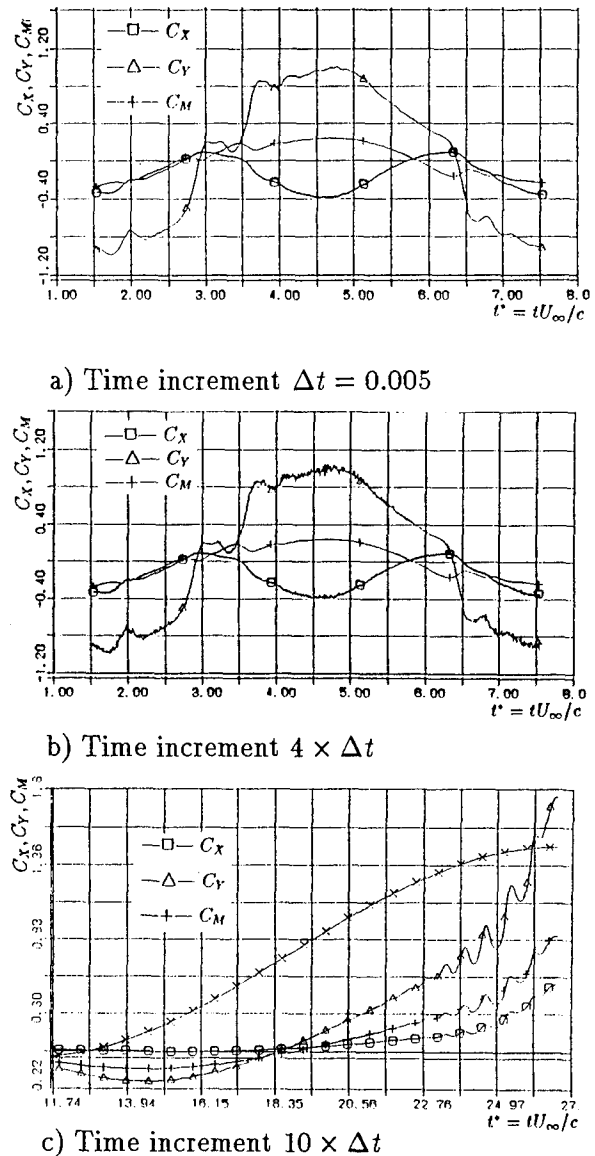 C_X, C_Y, C_M
1.20
0.40
-0.40
-1.20
C_X
C_Y
C_M
1.00 2.00 3.00 4.00 5.00 6.00 7.00 8.0
t* = tU∞/c
a) Time increment Δt = 0.005
C_X, C_Y, C_M
1.20
0.40
-0.40
-1.20
C_X
C_Y
C_M
1.00 2.00 3.00 4.00 5.00 6.00 7.00 8.0
t* = tU∞/c
b) Time increment 4 × Δt
C_X, C_Y, C_M
0.30
0.22
C_X
C_Y
C_M
11.74 13.94 16.15 18.35 20.56 22.76 24.97 27.
t* = tU∞/c
c) Time increment 10 × Δt